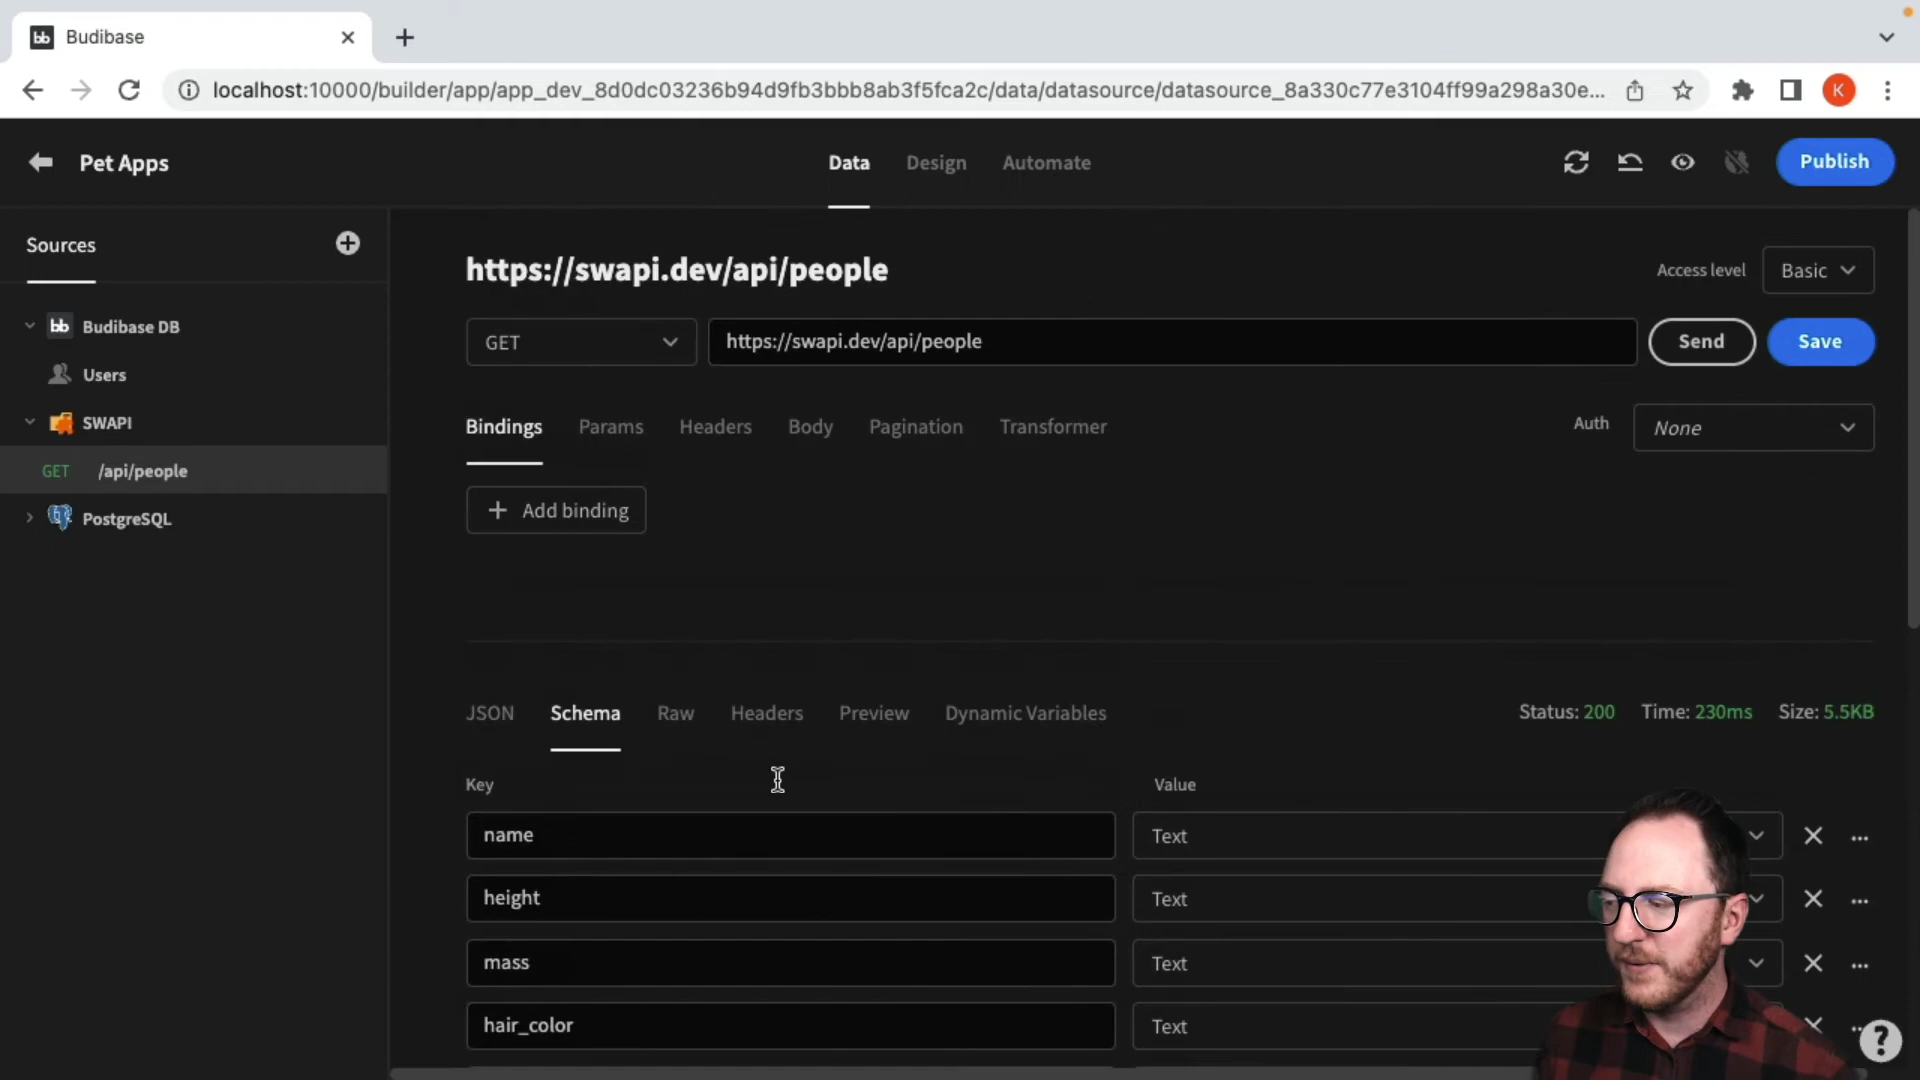 bb Budibase
localhost:10000/builder/app/app_dev_8d0dc03236b94d9fb3bbb8ab3f5fca2c/data/datasource/datasource_8a330c77e3104ff99a298a30e...
K
Pet Apps
Data Design Automate
Publish
Sources
https://swapi.dev/api/people
Access level Basic
bb Budibase DB
GET https://swapi.dev/api/people Send Save
Users
SWAPI
Bindings Params Headers Body Pagination Transformer
Auth None
GET /api/people
PostgreSQL
+ Add binding
JSON Schema Raw Headers Preview Dynamic Variables
Status: 200 Time: 230ms Size: 5.5KB
Key Value
name Text
height Text
mass Text
hair_color Text
?